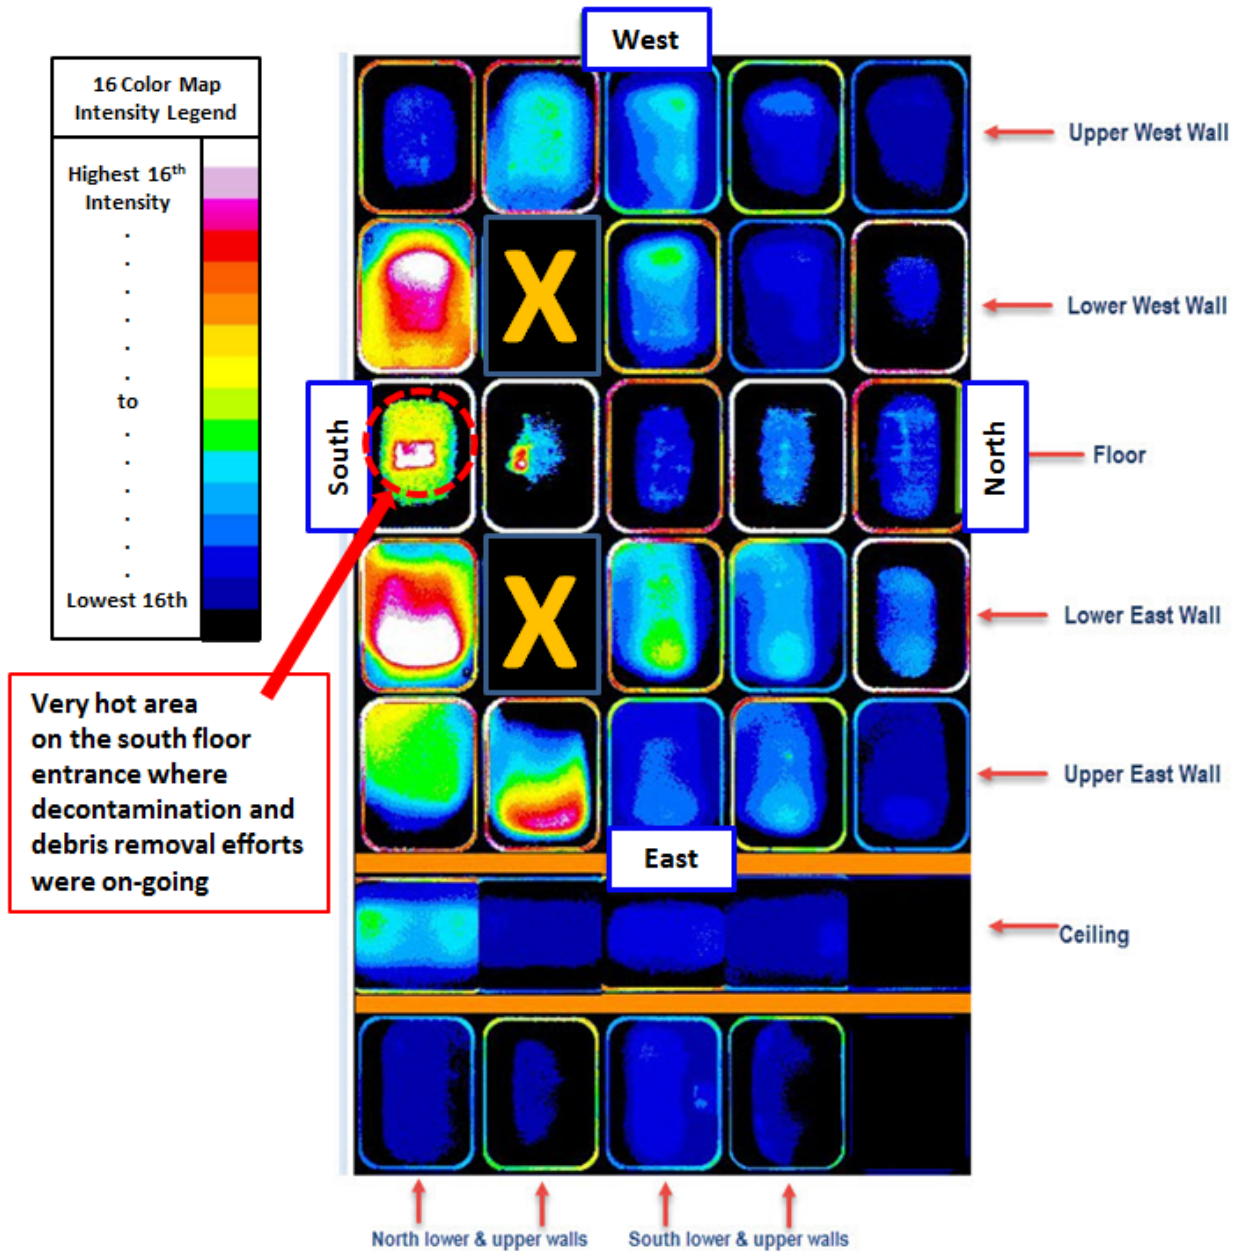 West
16 Color Map
Intensity Legend
Highest 16th
Intensity
.
.
.
.
.
to
.
.
.
.
.
Lowest 16th
Upper West Wall
X
Lower West Wall
South
North
Floor
X
Lower East Wall
Very hot area
on the south floor
entrance where
decontamination and
debris removal efforts
were on-going
Upper East Wall
East
Ceiling
North lower & upper walls
South lower & upper walls